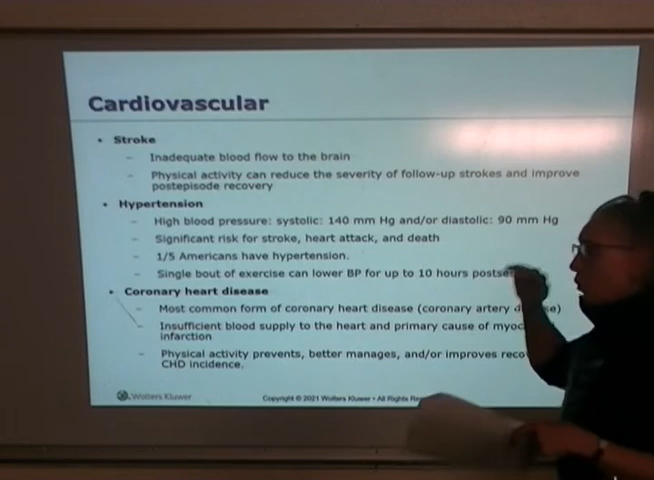 Cardiovascular
• Stroke
– Inadequate blood flow to the brain
– Physical activity can reduce the severity of follow-up strokes and improve
postepisode recovery
• Hypertension
– High blood pressure: systolic: 140 mm Hg and/or diastolic: 90 mm Hg
– Significant risk for stroke, heart attack, and death
– 1/5 Americans have hypertension.
– Single bout of exercise can lower BP for up to 10 hours
• Coronary heart disease
– Most common form of coronary heart disease (coronary artery
– Insufficient blood supply to the heart and primary cause of
infarction
– Physical activity prevents, better manages, and/or improves
CHD incidence.
Wolters Kluwer
Copyright © 2021 Wolters Kluwer • All Rights